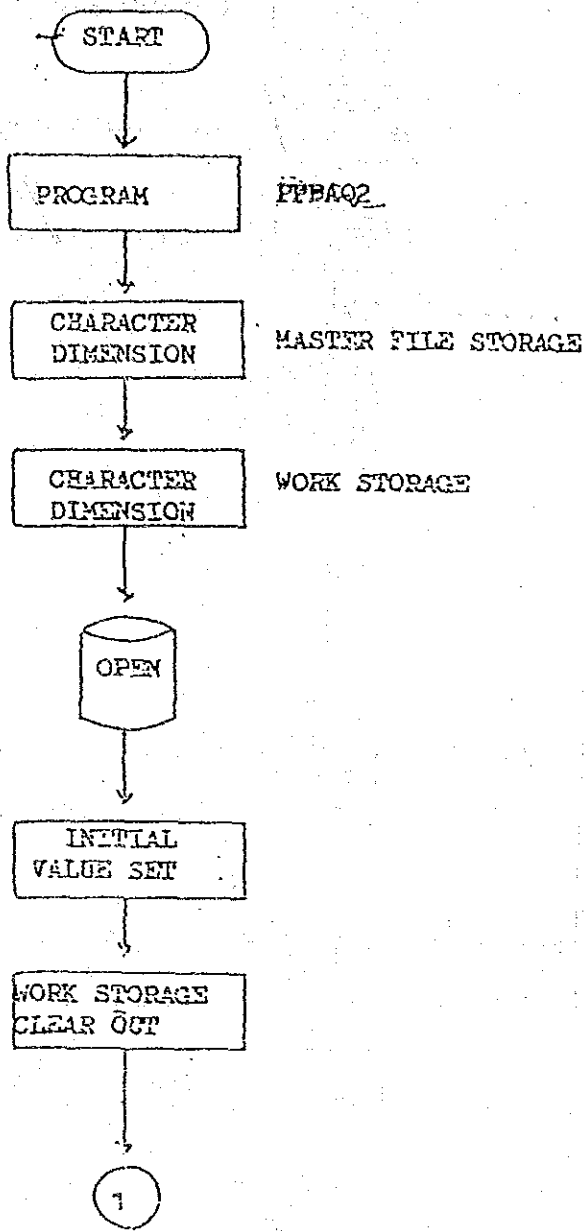 START
PROGRAM PPBAQ2
CHARACTER
DIMENSION
MASTER FILE STORAGE
CHARACTER
DIMENSION
WORK STORAGE
OPEN
INITIAL
VALUE SET
WORK STORAGE
CLEAR OUT
1